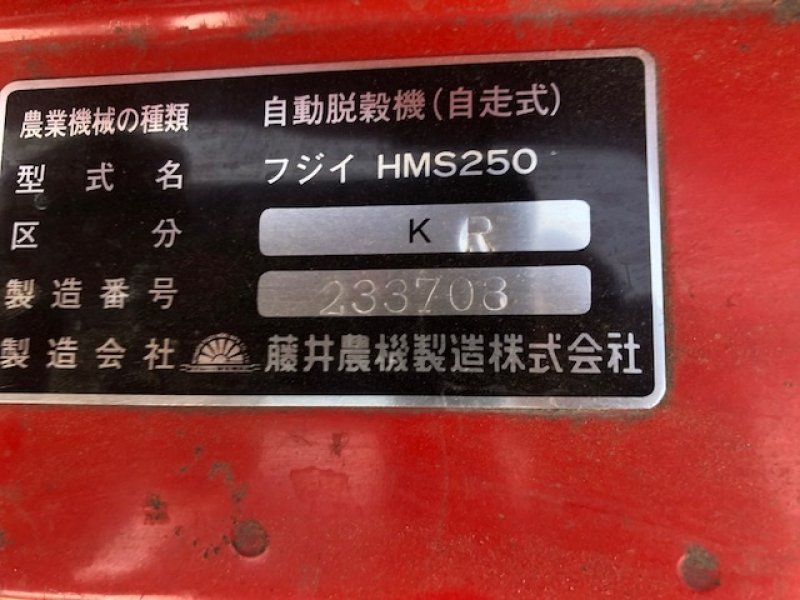 農業機械の種類 自動脱穀機(自走式)
型式名 フジイ HMS250
区分 K R
製造番号 233708
製造会社 藤井農機製造株式会社